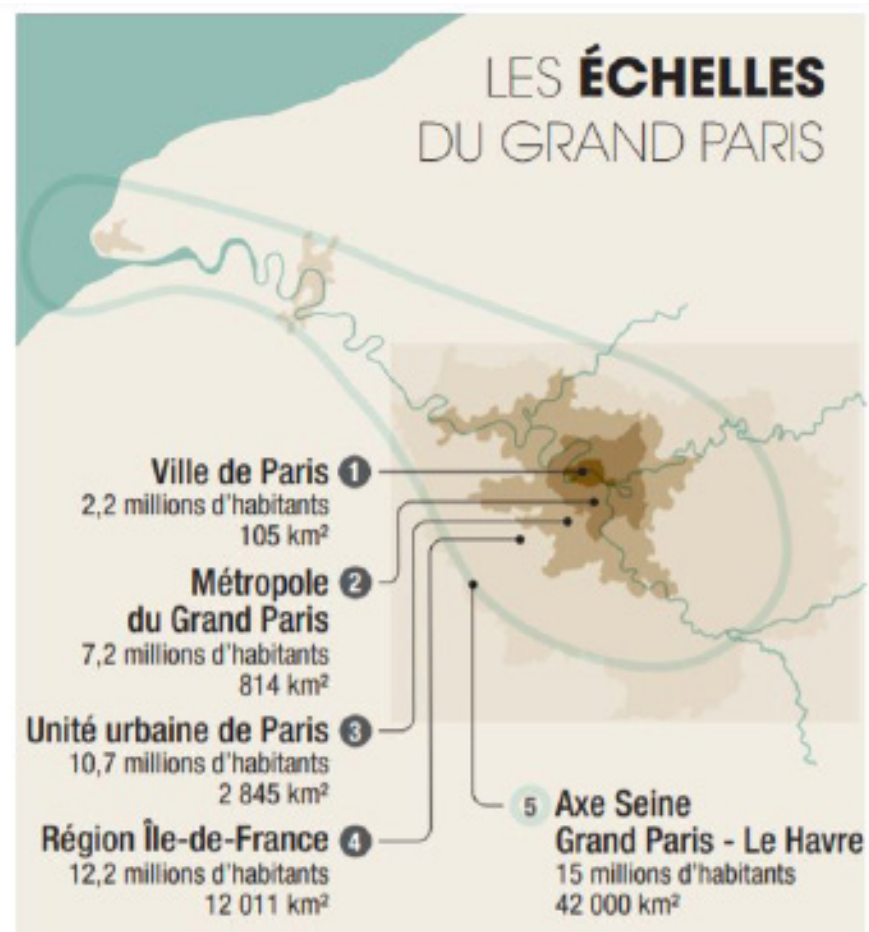 LES ÉCHELLES
DU GRAND PARIS
Ville de Paris 1
2,2 millions d'habitants
105 km²
Métropole 2
du Grand Paris
7,2 millions d'habitants
814 km²
Unité urbaine de Paris 3
10,7 millions d'habitants
2 845 km²
Région Île-de-France 4
12,2 millions d'habitants
12 011 km²
5 Axe Seine
Grand Paris - Le Havre
15 millions d'habitants
42 000 km²